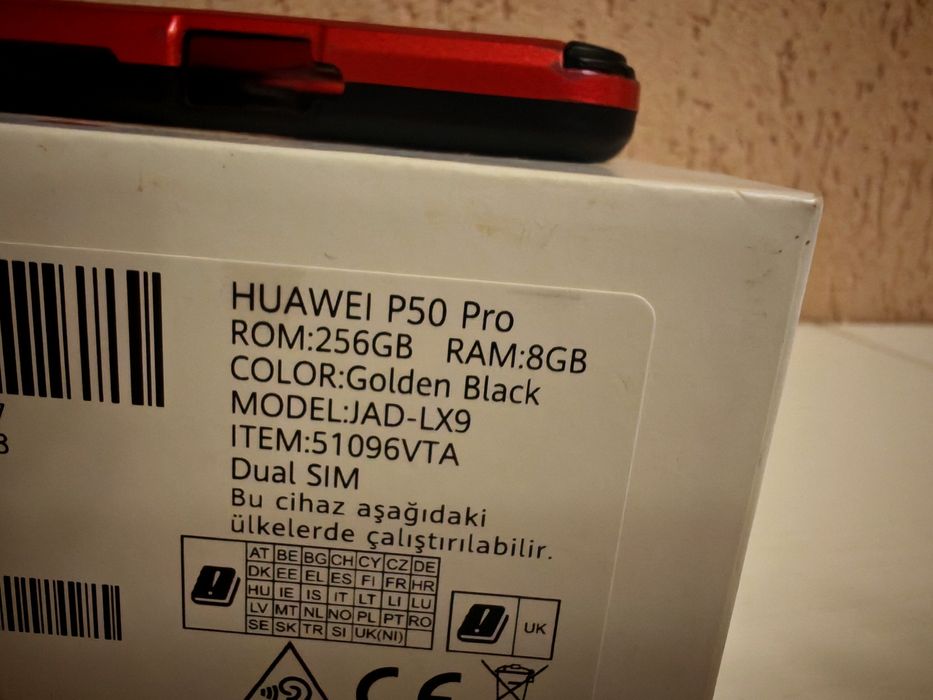 HUAWEI P50 Pro
ROM:256GB RAM:8GB
COLOR:Golden Black
MODEL:JAD-LX9
ITEM:51096VTA
Dual SIM
Bu cihaz aşağıdaki
ülkelerde çalıştırılabilir.
AT BE BG CH CY CZ DE
DK EE EL ES FI FR HR
HU IE IS IT LT LI LU
LV MT NL NO PL PT RO
SE SK TR SI UK(NI)
UK
CE